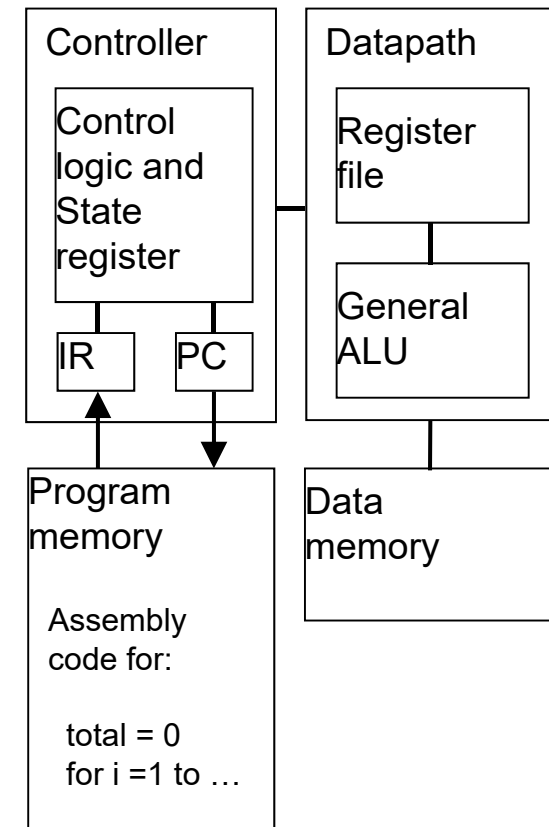 Controller
Control
logic and
State
register
IR
PC
Datapath
Register
file
General
ALU
Program
memory
Assembly
code for:
total = 0
for i =1 to …
Data
memory